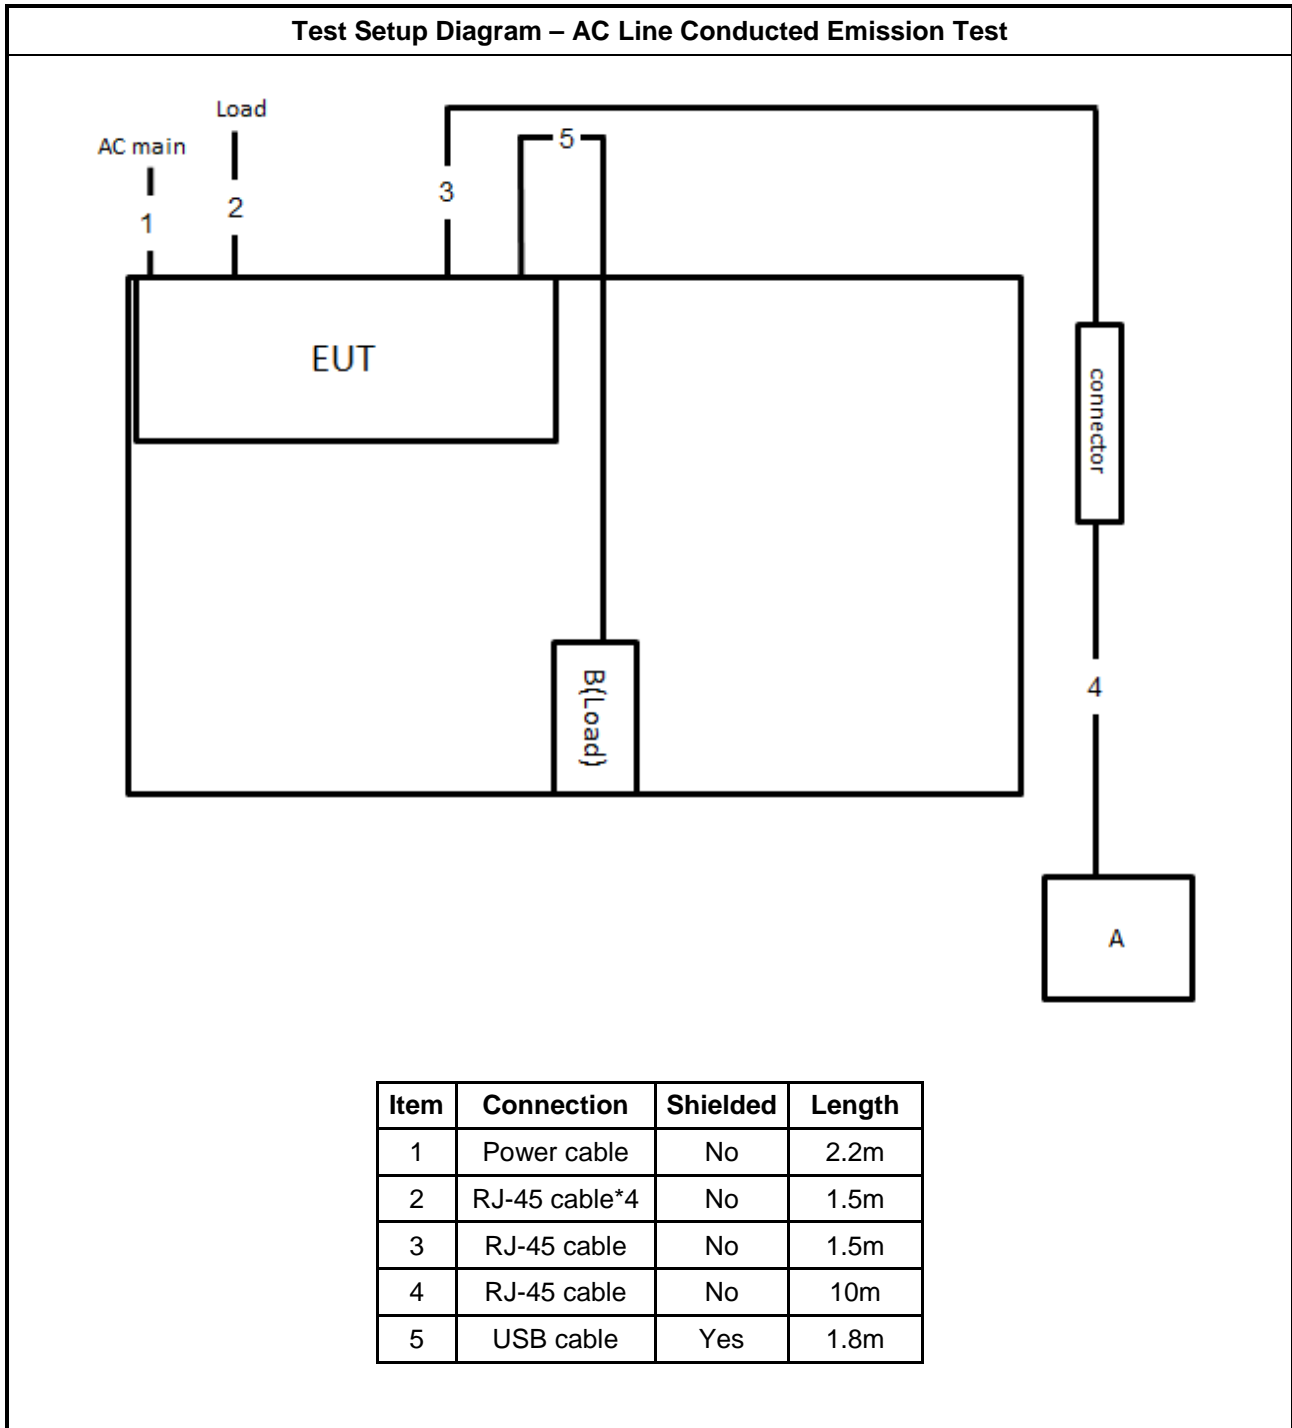 Test Setup Diagram – AC Line Conducted Emission Test
Load
AC main
5
3
2
1
EUT
connector
B(Load)
4
A
Item Connection Shielded Length
1 Power cable No 2.2m
2 RJ-45 cable*4 No 1.5m
3 RJ-45 cable No 1.5m
4 RJ-45 cable No 10m
5 USB cable Yes 1.8m